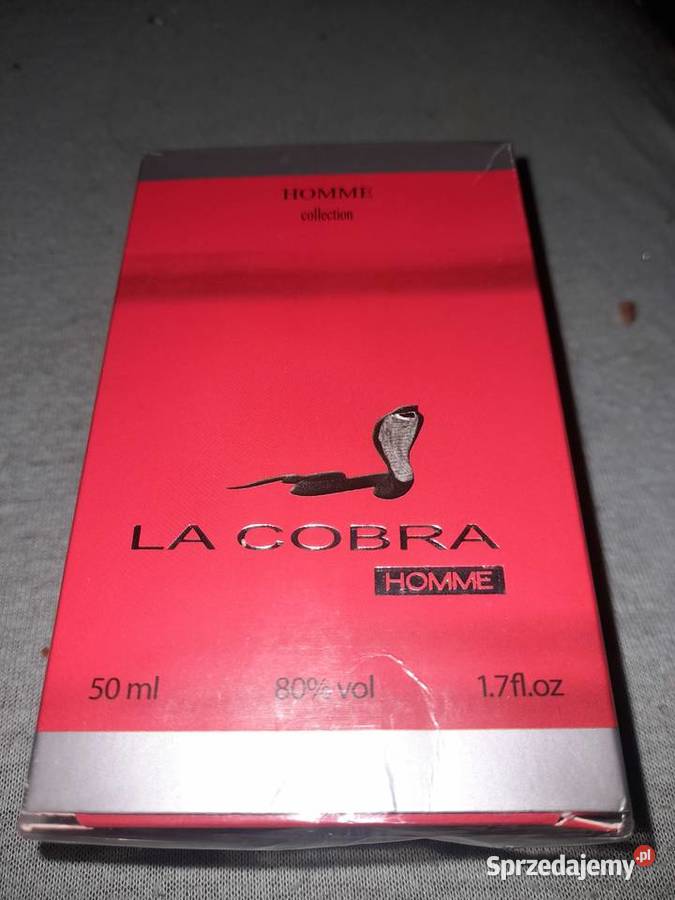 HOMME
collection
LA COBRA
HOMME
50 ml 80% vol 1.7fl.oz
Sprzedajemy.pl